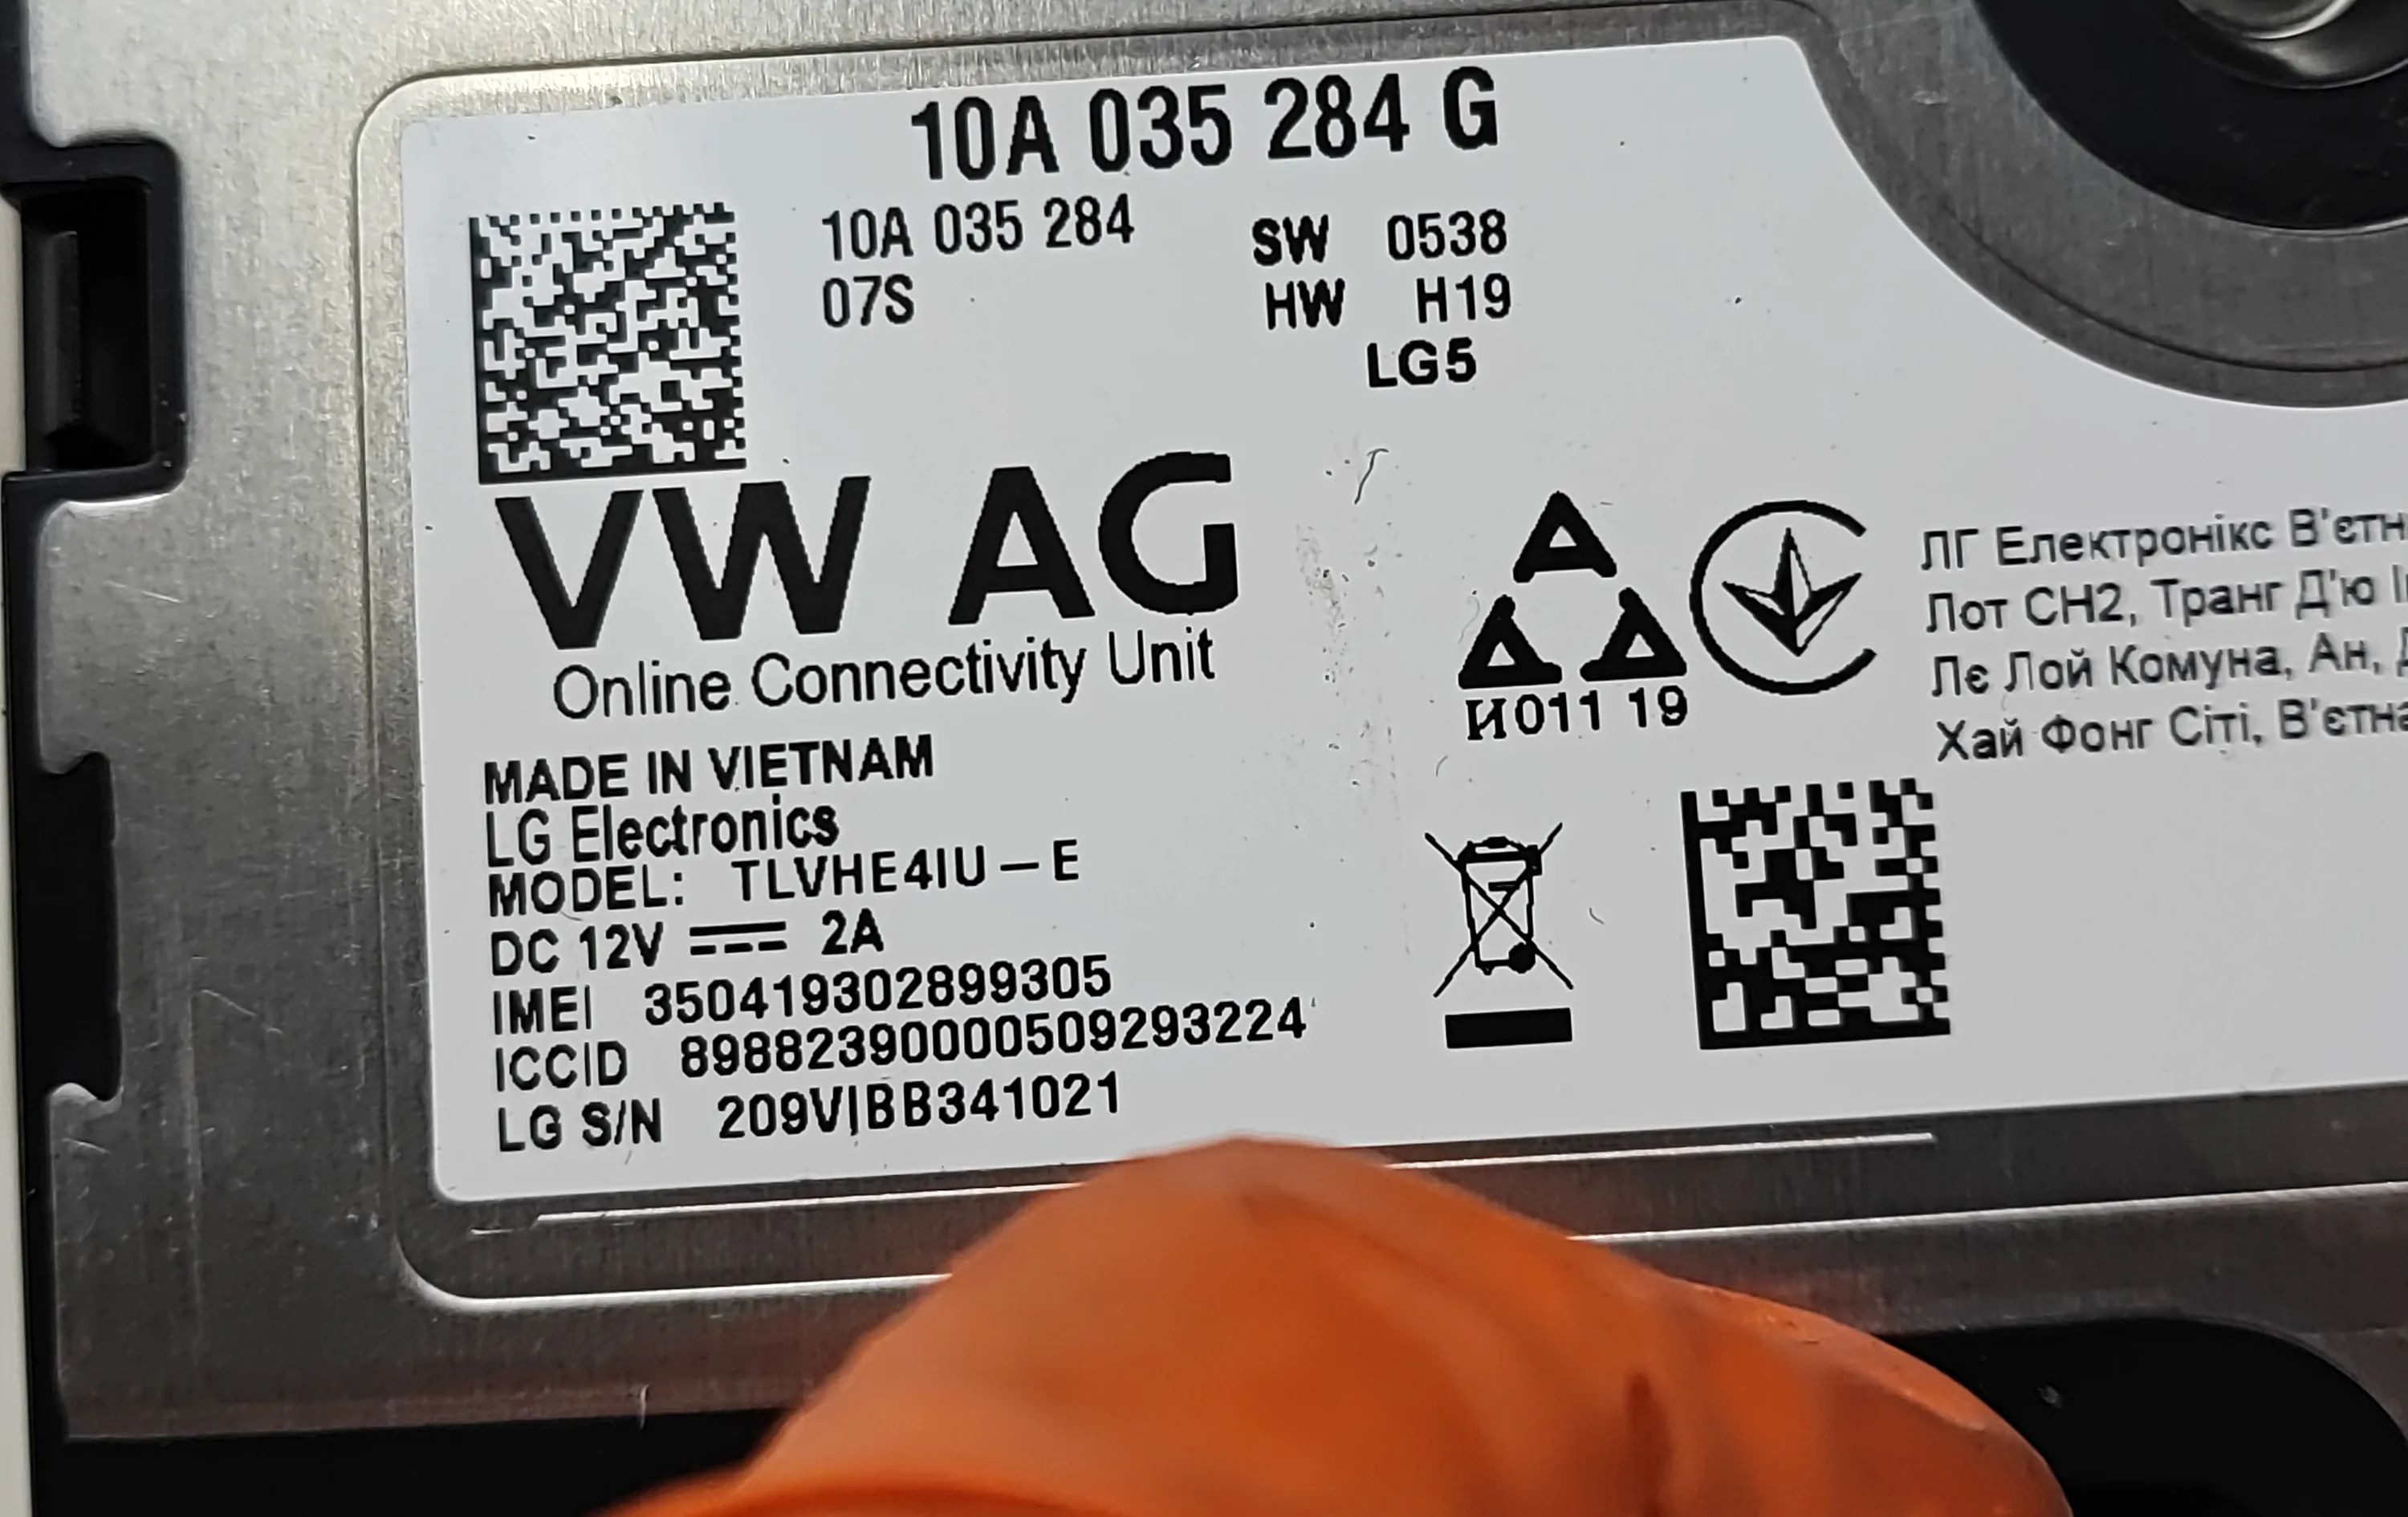 10A 035 284 G
10A 035 284
07S
SW 0538
HW H19
LG5
VW AG
Online Connectivity Unit
MADE IN VIETNAM
LG Electronics
MODEL: TLVHE4IU-E
DC 12V ⎓ 2A
IMEI 350419302899305
ICCID 89882390000509293224
LG S/N 209VIBB341021
И011 19
ЛГ Електронікс В'єтн
Лот CH2, Транг Д'ю І
Лє Лой Комуна, Ан,
Хай Фонг Сіті, В'єтна